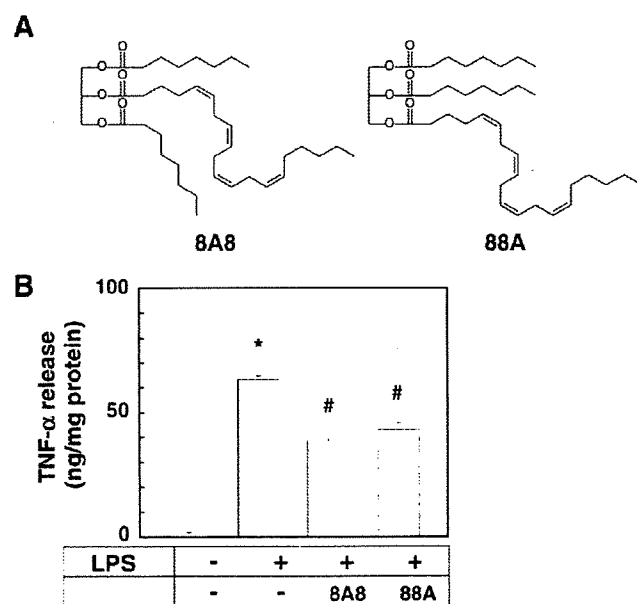 A
O
O
O
O
O
O
8A8
O
O
O
O
O
O
88A
B
TNF-α release
(ng/mg protein)
100
50
0
*
#
#
LPS - + + +
- - 8A8 88A